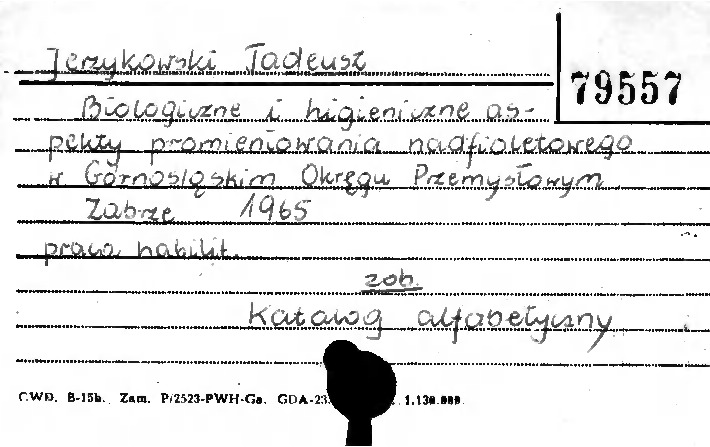 Jerzykowski Tadeusz
79557
Biologiczne i higieniczne as-
pekty promieniowania nadfioletowego
w Górnośląskim Okręgu Przemysłowym
Zabrze 1965
praca habilit.
zob.
Katalog alfabetyczny
CWD. B-15b. Zam. P/2523-PWH-Ga. GDA-23 1.130.000